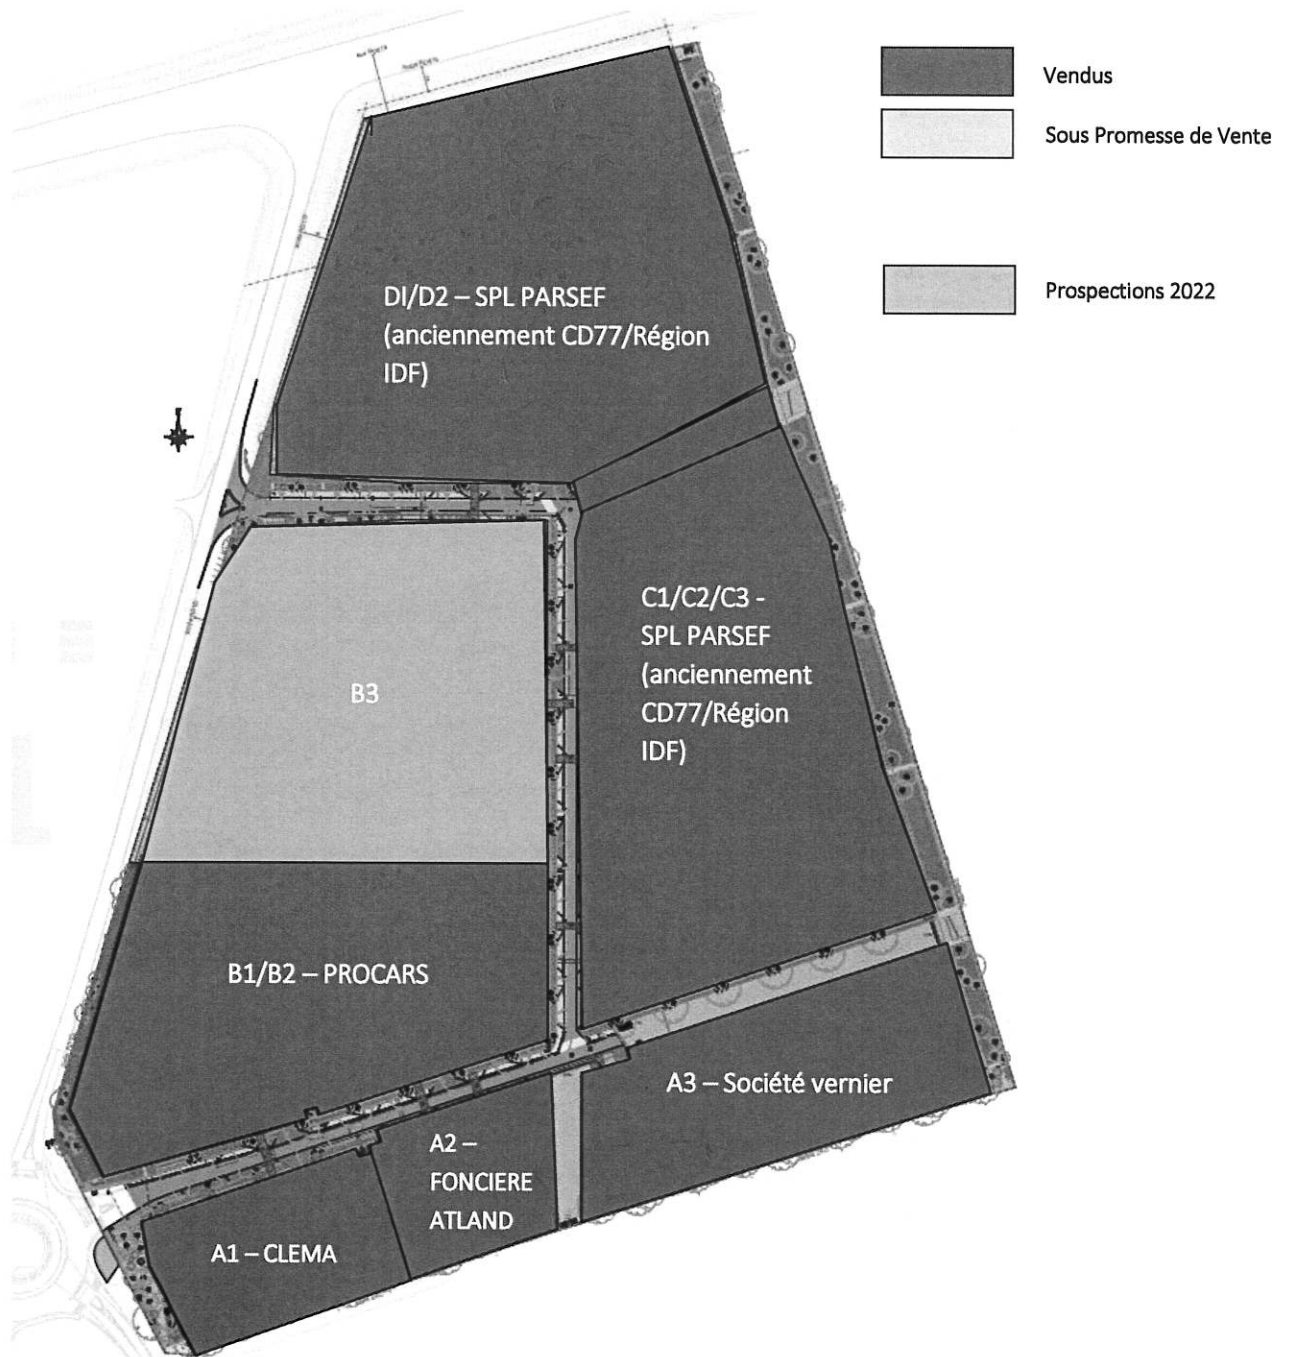 Vendus
Sous Promesse de Vente
Prospections 2022
DI/D2 – SPL PARSEF
(anciennement CD77/Région
IDF)
C1/C2/C3 -
SPL PARSEF
(anciennement
CD77/Région
IDF)
B3
B1/B2 – PROCARS
A3 – Société vernier
A2 –
FONCIERE
ATLAND
A1 – CLEMA